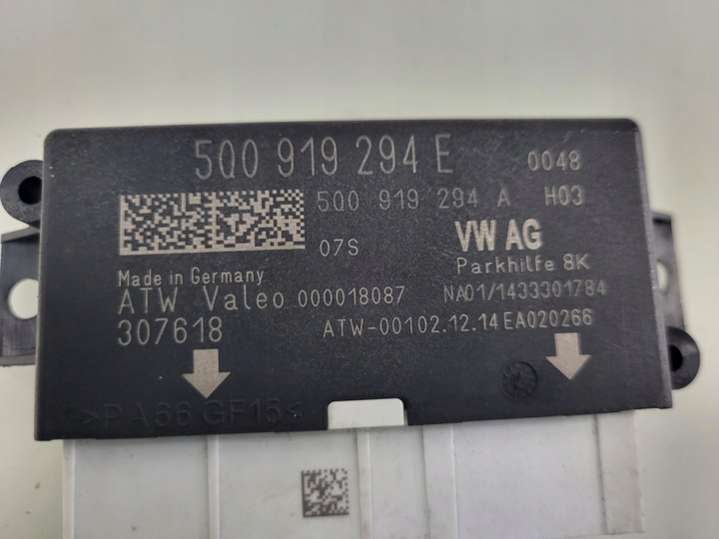 5Q0 919 294 E 0048
5Q0 919 294 A H03
07S VW AG
Parkhilfe 8K
Made in Germany
ATW Valeo 000018087 NA01/1433301784
307618 ATW-00102.12.14 EA020266
>PA66 GF15<